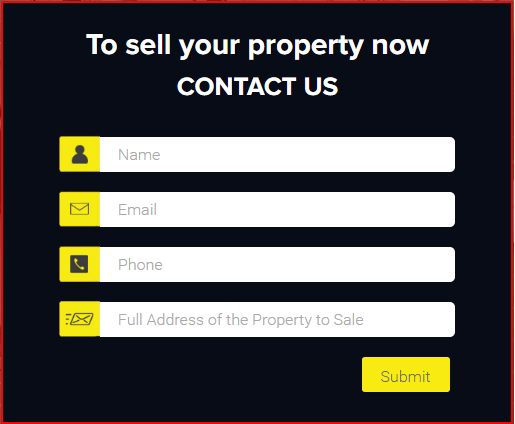 To sell your property now
CONTACT US
Name
Email
Phone
Full Address of the Property to Sale
Submit